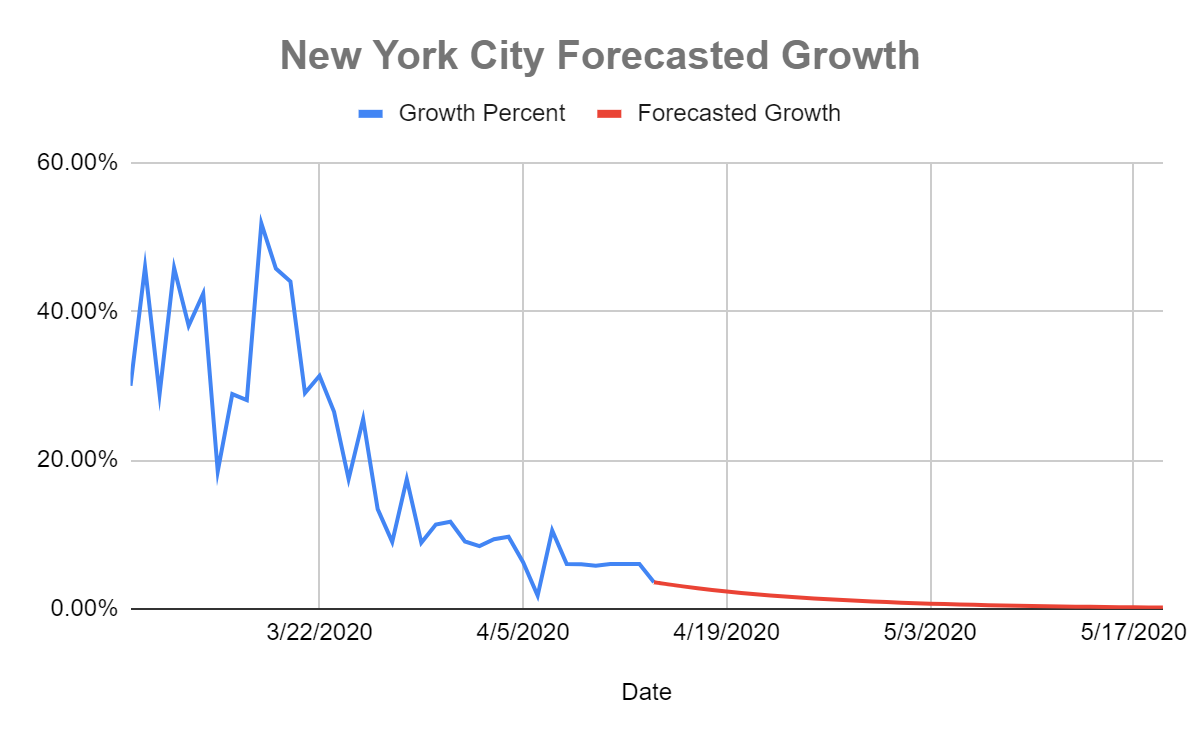 New York City Forecasted Growth
Growth Percent Forecasted Growth
60.00%
40.00%
20.00%
0.00%
3/22/2020 4/5/2020 4/19/2020 5/3/2020 5/17/2020
Date